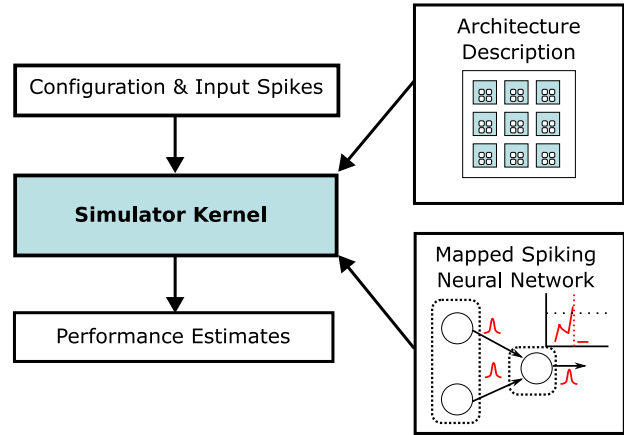 Configuration & Input Spikes
Simulator Kernel
Performance Estimates
Architecture
Description
Mapped Spiking
Neural Network